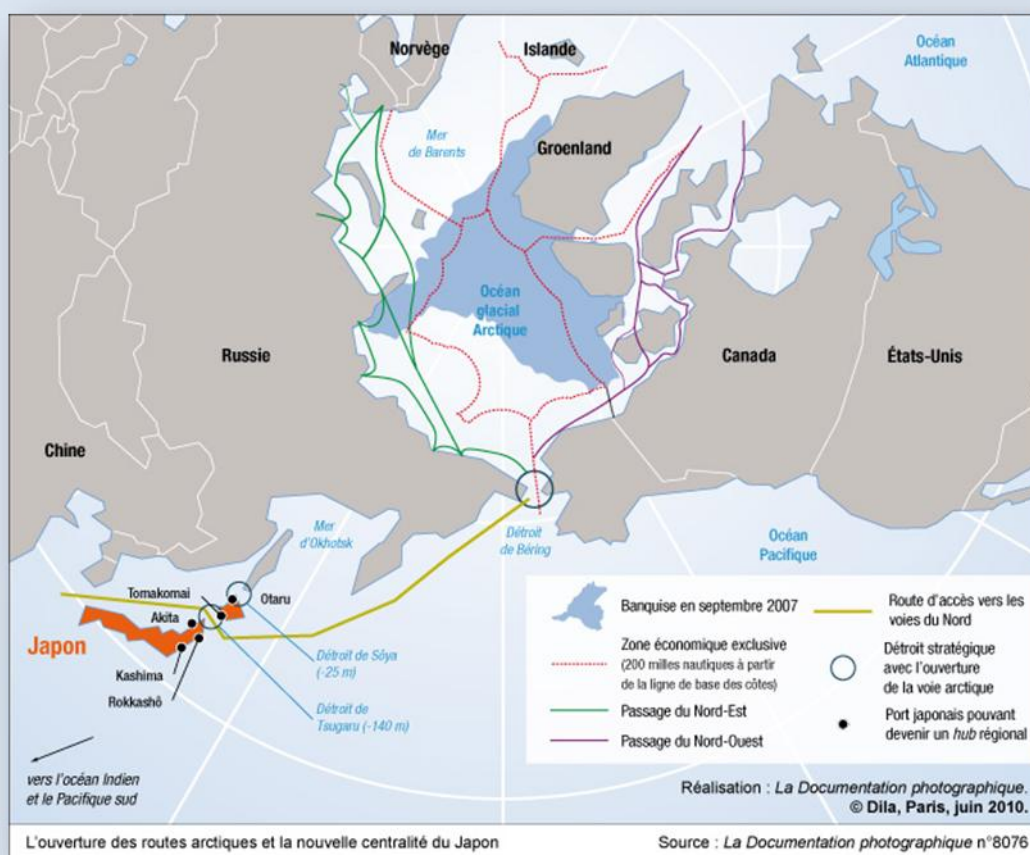 Norvège
Islande
Océan
Atlantique
Mer
de Barents
Groenland
Océan
glacial
Arctique
Russie
Canada
États-Unis
Chine
Mer
d'Okhotsk
Détroit
de Béring
Océan
Pacifique
Tomakomai
Otaru
Akita
Japon
Kashima
Rokkashô
Détroit de Sôya
(-25 m)
Détroit de
Tsugaru (-140 m)
vers l'océan Indien
et le Pacifique sud
Banquise en septembre 2007
Zone économique exclusive
(200 milles nautiques à partir
de la ligne de base des côtes)
Passage du Nord-Est
Passage du Nord-Ouest
Route d'accès vers les
voies du Nord
Détroit stratégique
avec l'ouverture
de la voie arctique
Port japonais pouvant
devenir un hub régional
Réalisation : La Documentation photographique.
© Dila, Paris, juin 2010.
L'ouverture des routes arctiques et la nouvelle centralité du Japon
Source : La Documentation photographique n°8076